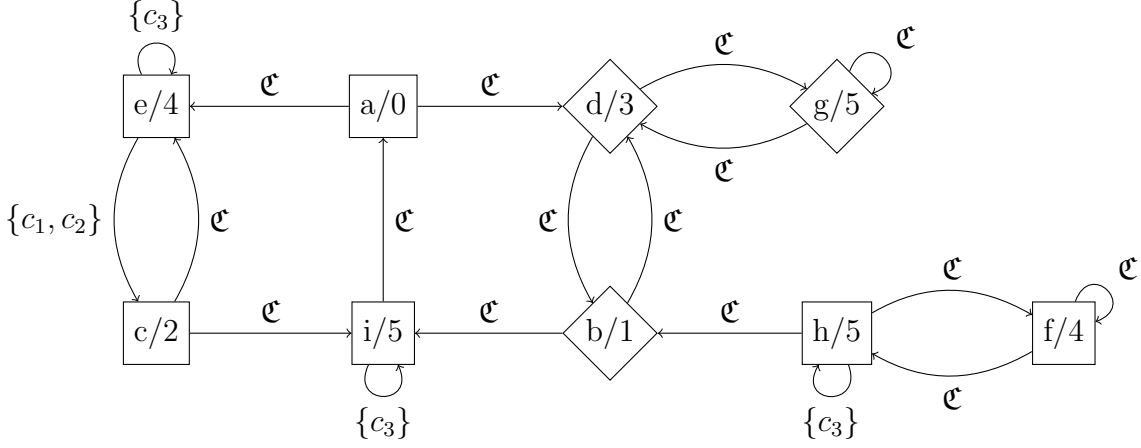 {c₃}
ℭ
e/4
ℭ
a/0
ℭ
d/3
ℭ
g/5
ℭ
{c₁, c₂}
ℭ
ℭ
ℭ
ℭ
c/2
ℭ
i/5
ℭ
b/1
ℭ
h/5
ℭ
f/4
ℭ
{c₃}
{c₃}
ℭ